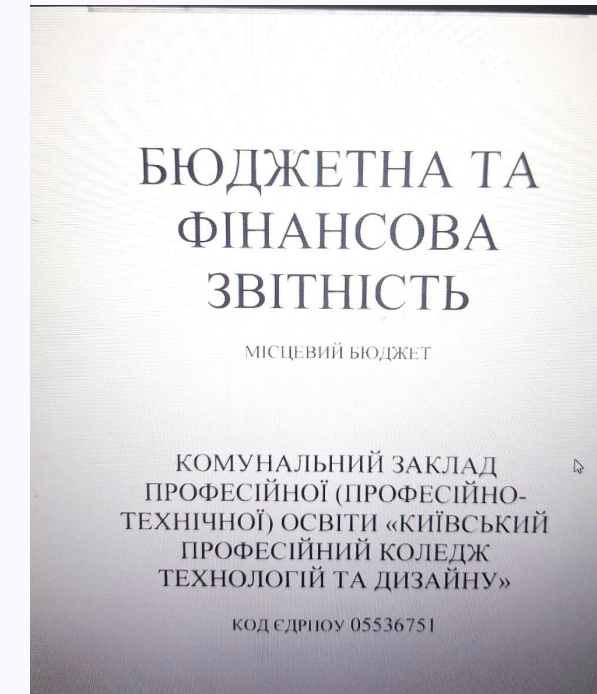 БЮДЖЕТНА ТА
ФІНАНСОВА
ЗВІТНІСТЬ
МІСЦЕВИЙ БЮДЖЕТ
КОМУНАЛЬНИЙ ЗАКЛАД
ПРОФЕСІЙНОЇ (ПРОФЕСІЙНО-
ТЕХНІЧНОЇ) ОСВІТИ «КИЇВСЬКИЙ
ПРОФЕСІЙНИЙ КОЛЕДЖ
ТЕХНОЛОГІЙ ТА ДИЗАЙНУ»
КОД ЄДРПОУ 05536751